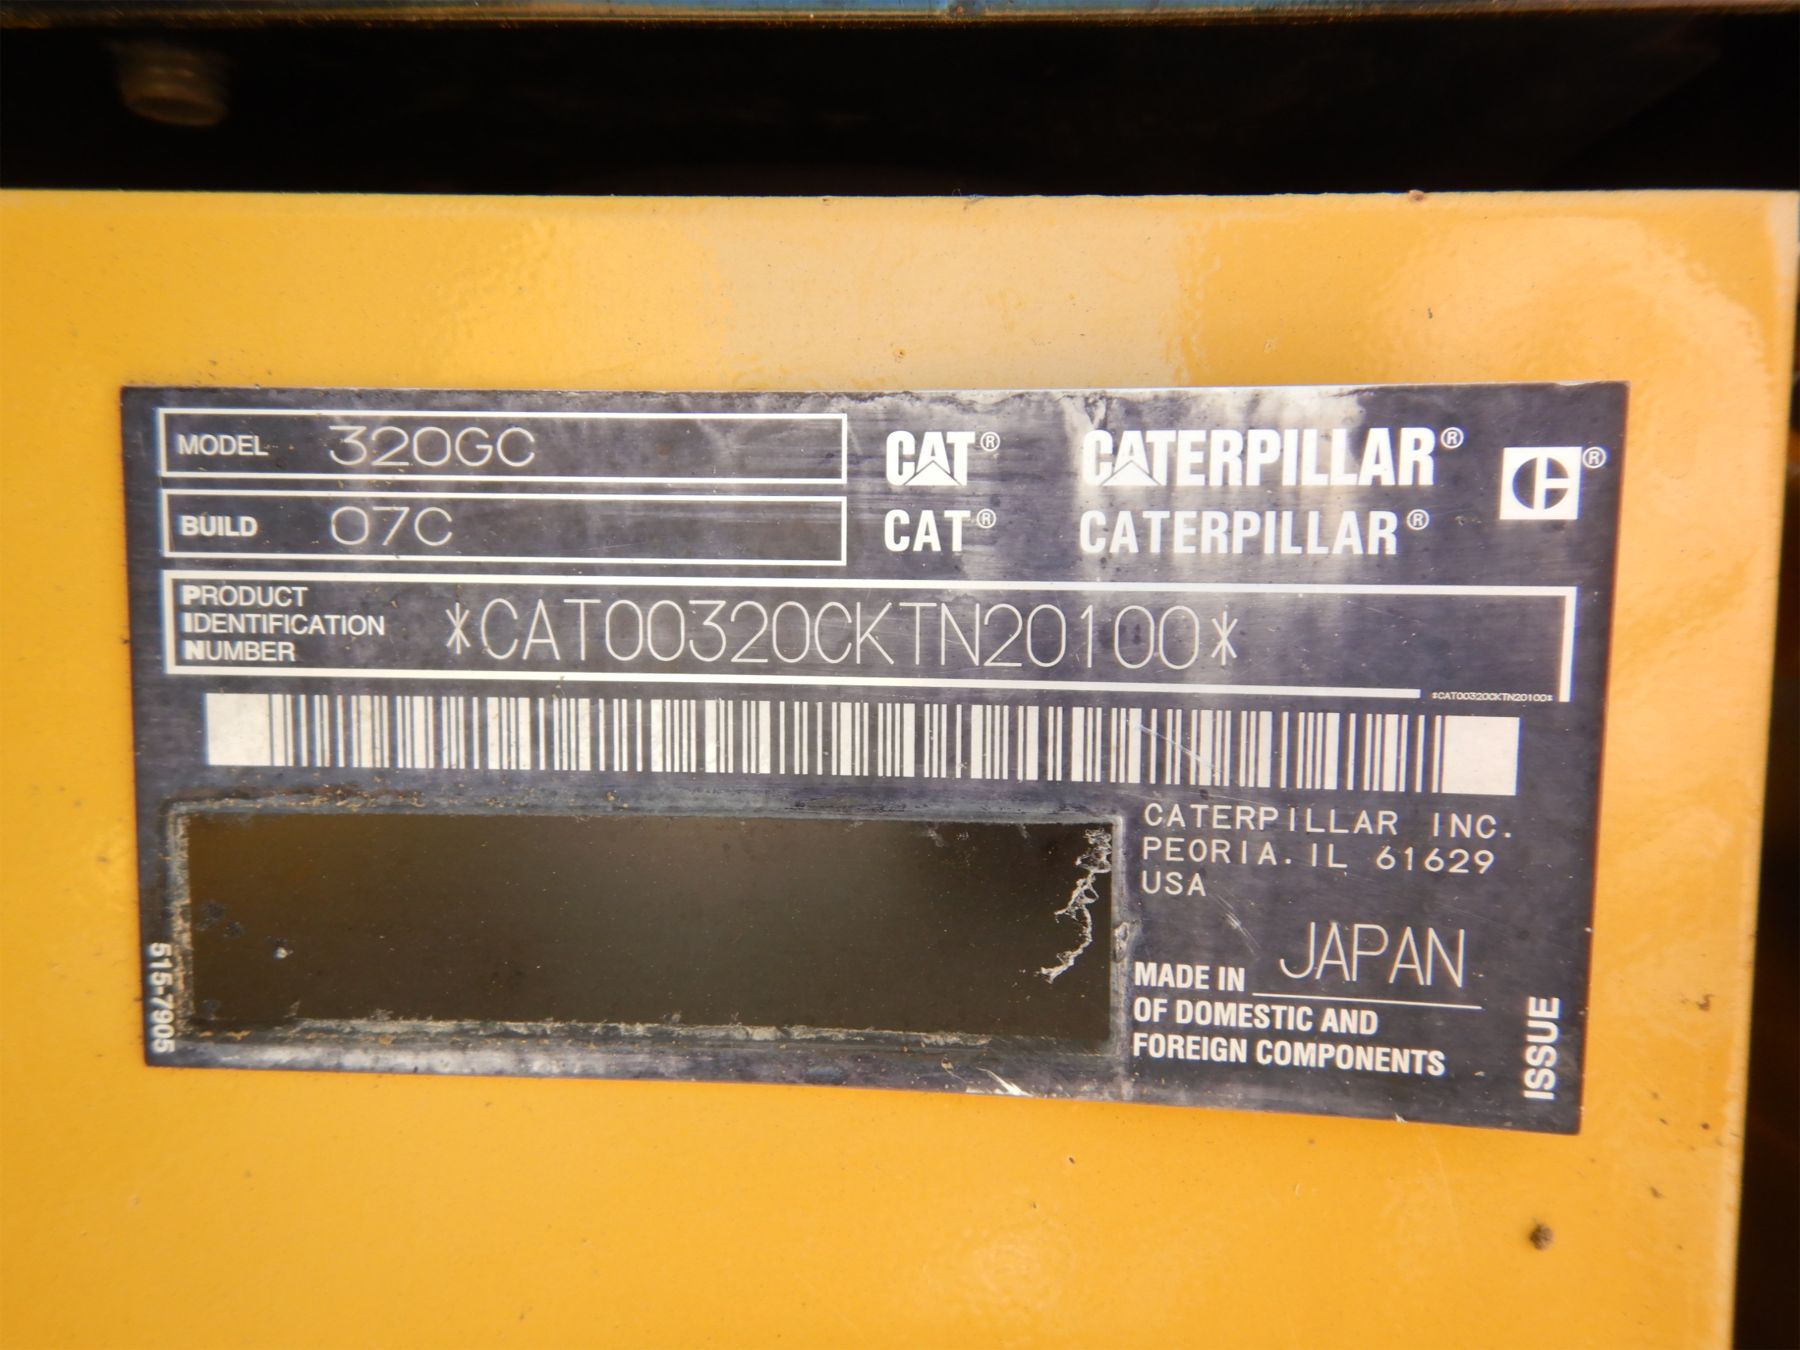 MODEL 320GC
CAT® CATERPILLAR®
BUILD 07C
CAT® CATERPILLAR®
PRODUCT
IDENTIFICATION
NUMBER
*CAT00320CKTN20100*
*CAT00320CKTN20100*
CATERPILLAR INC.
PEORIA. IL 61629
USA
MADE IN JAPAN
OF DOMESTIC AND
FOREIGN COMPONENTS
515-7905
ISSUE